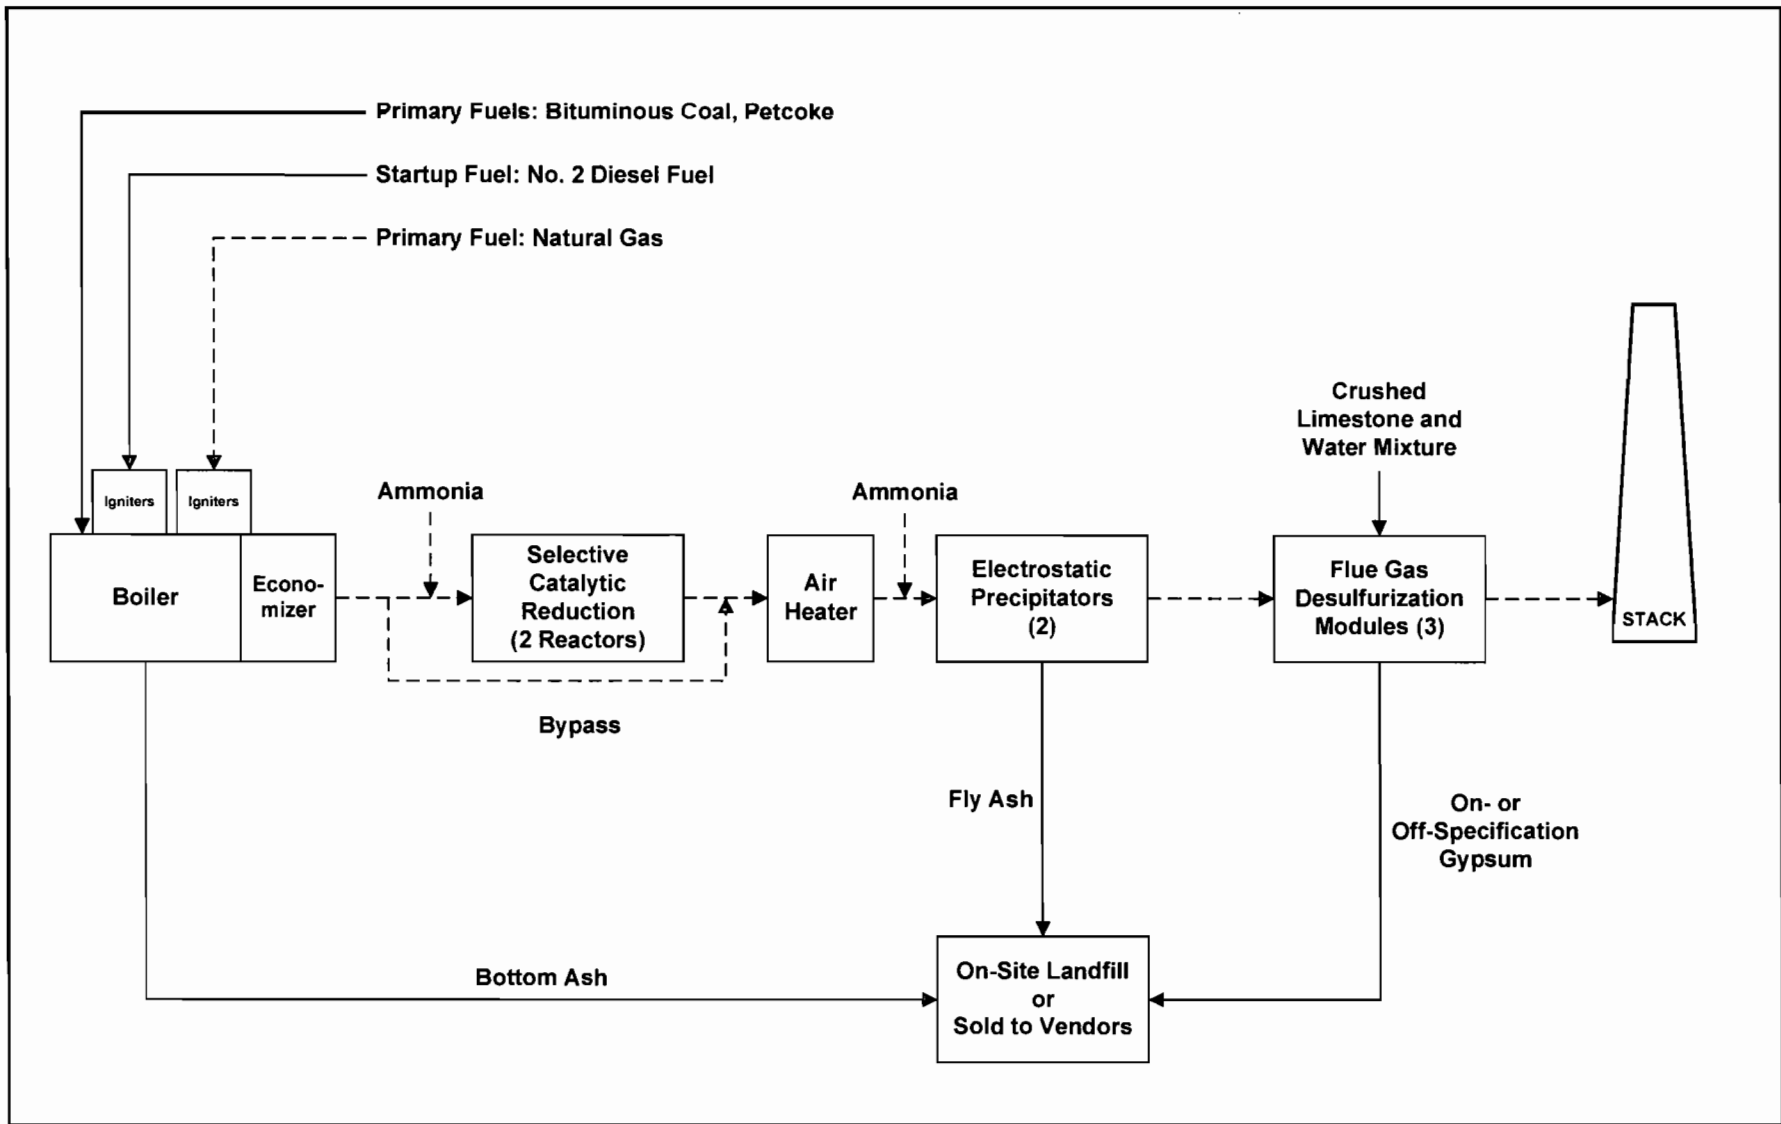 Primary Fuels: Bituminous Coal, Petcoke
Startup Fuel: No. 2 Diesel Fuel
Primary Fuel: Natural Gas
Crushed
Limestone and
Water Mixture
Igniters
Igniters
Ammonia
Ammonia
Boiler
Econo-
mizer
Selective
Catalytic
Reduction
(2 Reactors)
Air
Heater
Electrostatic
Precipitators
(2)
Flue Gas
Desulfurization
Modules (3)
STACK
Bypass
Fly Ash
On- or
Off-Specification
Gypsum
Bottom Ash
On-Site Landfill
or
Sold to Vendors